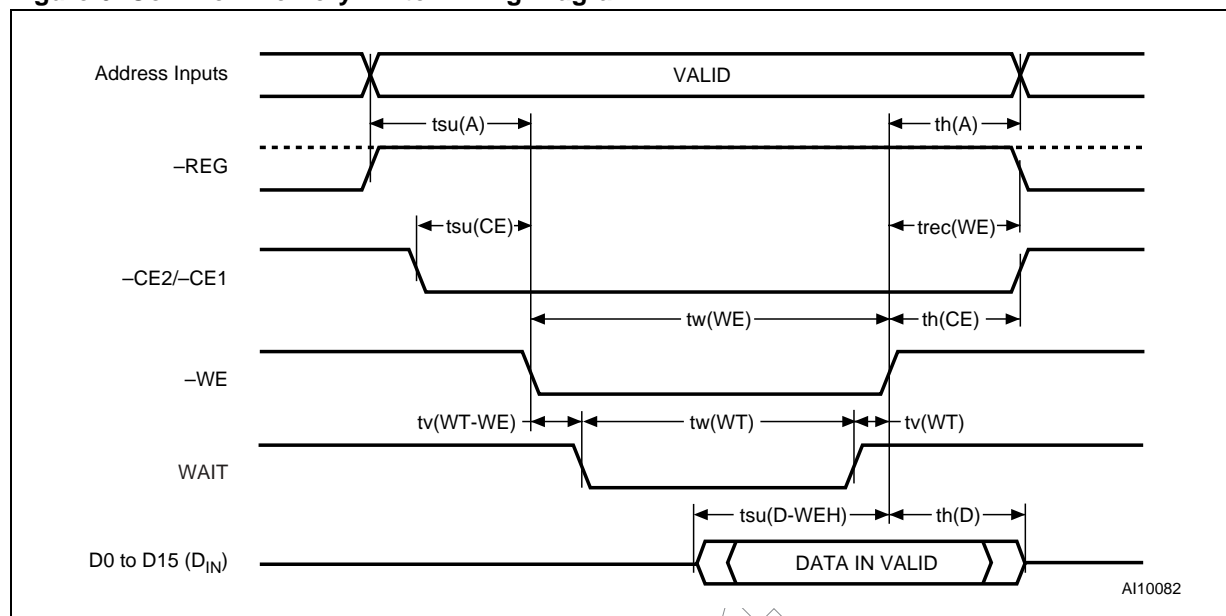 Address Inputs
VALID
tsu(A)
th(A)
–REG
tsu(CE)
trec(WE)
–CE2/–CE1
tw(WE)
th(CE)
–WE
tv(WT-WE)
tw(WT)
tv(WT)
WAIT
tsu(D-WEH)
th(D)
D0 to D15 (DIN)
DATA IN VALID
AI10082